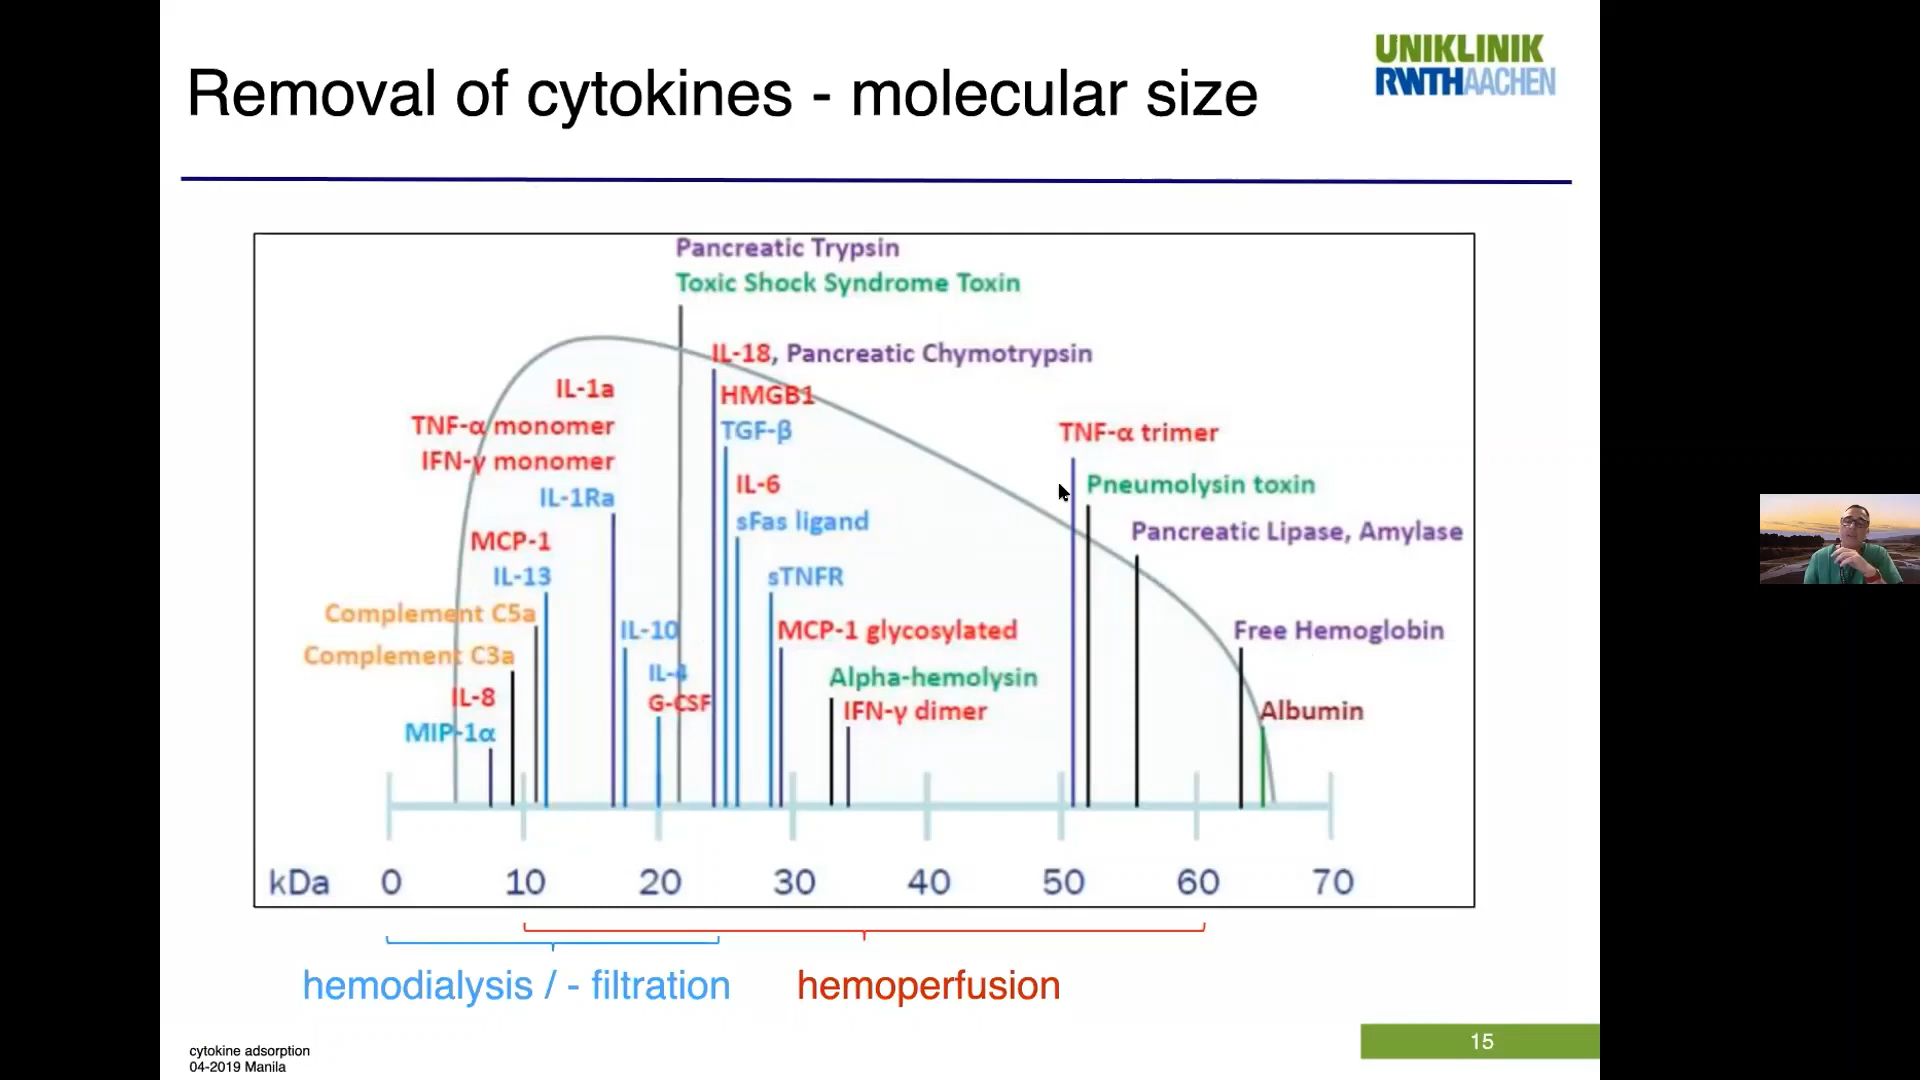 Removal of cytokines - molecular size
UNIKLINIK
RWTHAACHEN
Pancreatic Trypsin
Toxic Shock Syndrome Toxin
IL-18, Pancreatic Chymotrypsin
IL-1a
HMGB1
TNF-α monomer
TGF-β
TNF-α trimer
IFN-γ monomer
IL-6
Pneumolysin toxin
IL-1Ra
sFas ligand
Pancreatic Lipase, Amylase
MCP-1
IL-13
sTNFR
Complement C5a
IL-10
MCP-1 glycosylated
Free Hemoglobin
Complement C3a
IL-4
Alpha-hemolysin
IL-8
G-CSF
IFN-γ dimer
Albumin
MIP-1α
kDa 0 10 20 30 40 50 60 70
hemodialysis / - filtration
hemoperfusion
cytokine adsorption
04-2019 Manila
15